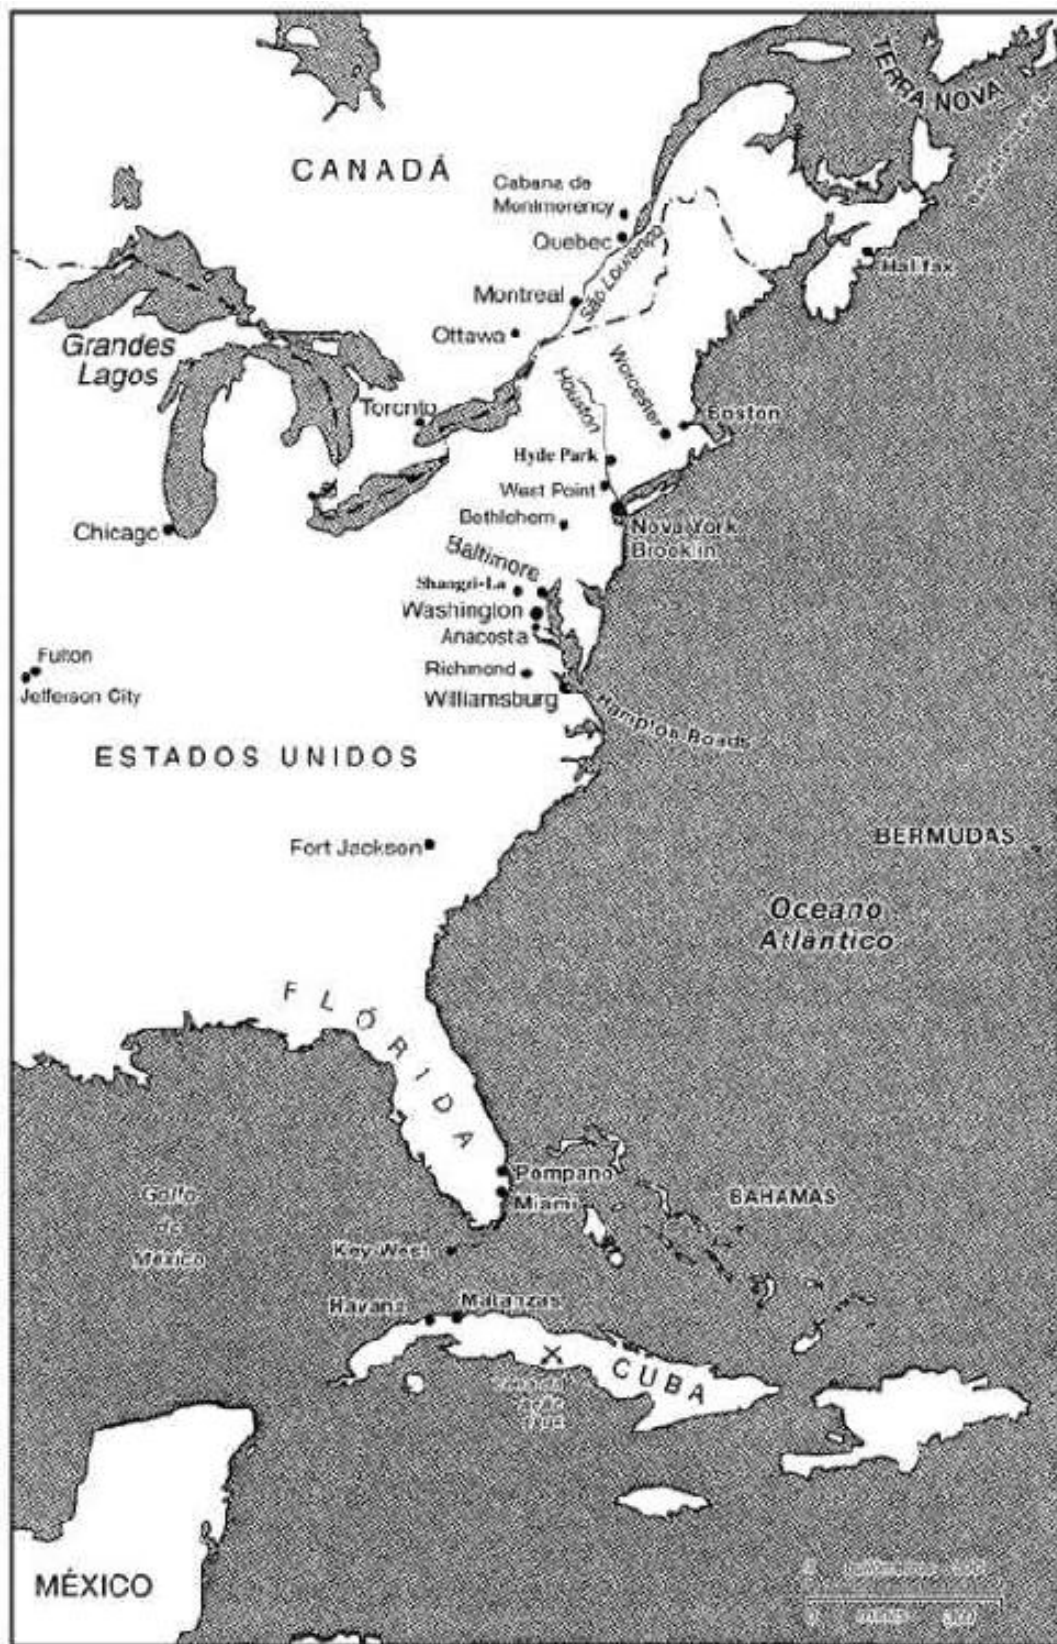 TERRA NOVA
CANADÁ
Cabana de
Montmorency
Quebec
São Lourenço
Halifax
Montreal
Ottawa
Grandes
Lagos
Worcester
Houston
Toronto
Boston
Hyde Park
West Point
Bethlehem
Nova York
Brooklin
Chicago
Baltimore
Shangri-La
Washington
Anacosta
Fulton
Jefferson City
Richmond
Williamsburg
Hampton Roads
ESTADOS UNIDOS
BERMUDAS
Fort Jackson
Oceano
Atlântico
FLÓRIDA
Pompano
Miami
BAHAMAS
Golfo
do
México
Key West
Havana
Matanzas
CUBA
MÉXICO
0
0